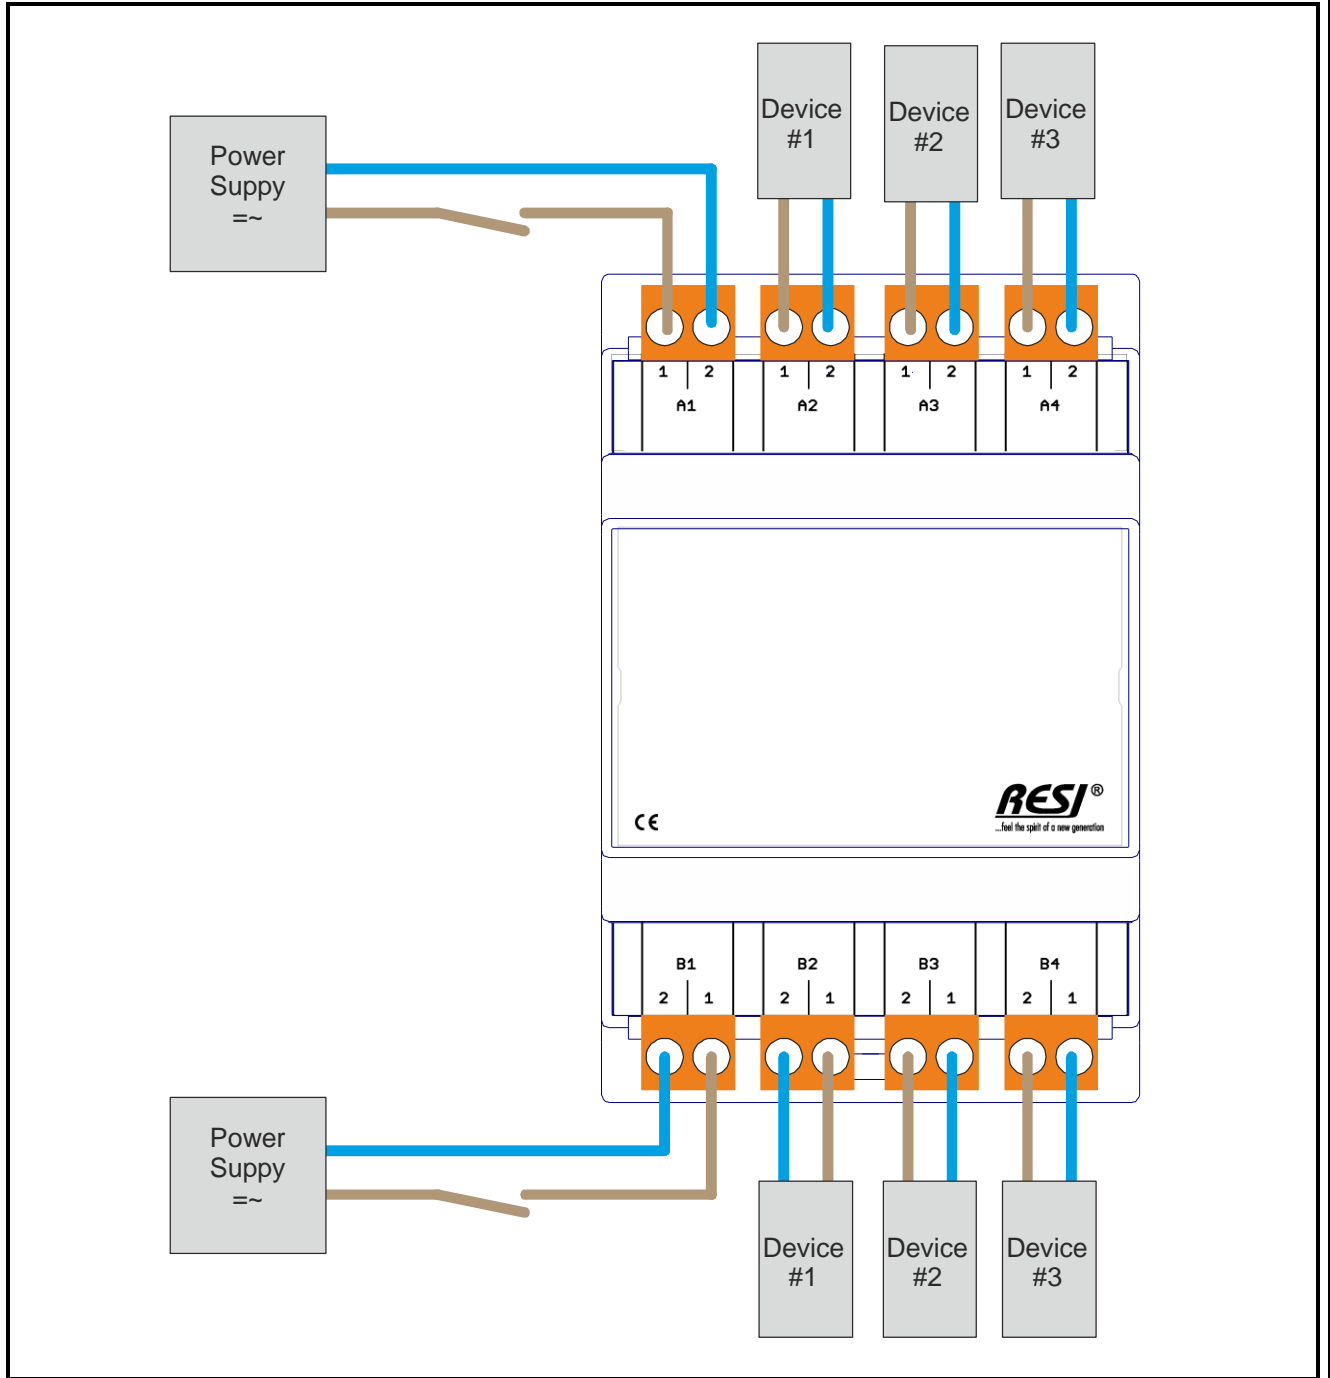 Device
#1
Device
#2
Device
#3
Power
Suppy
=~
1 2 1 2 1 2 1 2
A1 A2 A3 A4
RESI®
...feel the spirit of a new generation
CE
B1 B2 B3 B4
2 1 2 1 2 1 2 1
Power
Suppy
=~
Device
#1
Device
#2
Device
#3